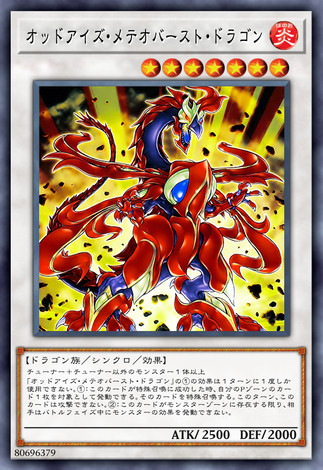 オッドアイズ・メテオバースト・ドラゴン
炎
【ドラゴン族/シンクロ/効果】
チューナー+チューナー以外のモンスター1体以上
「オッドアイズ・メテオバースト・ドラゴン」の①の効果は1ターンに1度しか
使用できない。①:このカードが特殊召喚に成功した時、自分のPゾーンのカ
ード1枚を対象として発動できる。そのカードを特殊召喚する。このターン、この
カードは攻撃できない。②:このカードがモンスターゾーンに存在する限り、相
手はバトルフェイズ中にモンスターの効果を発動できない。
ATK/ 2500 DEF/2000
80696379